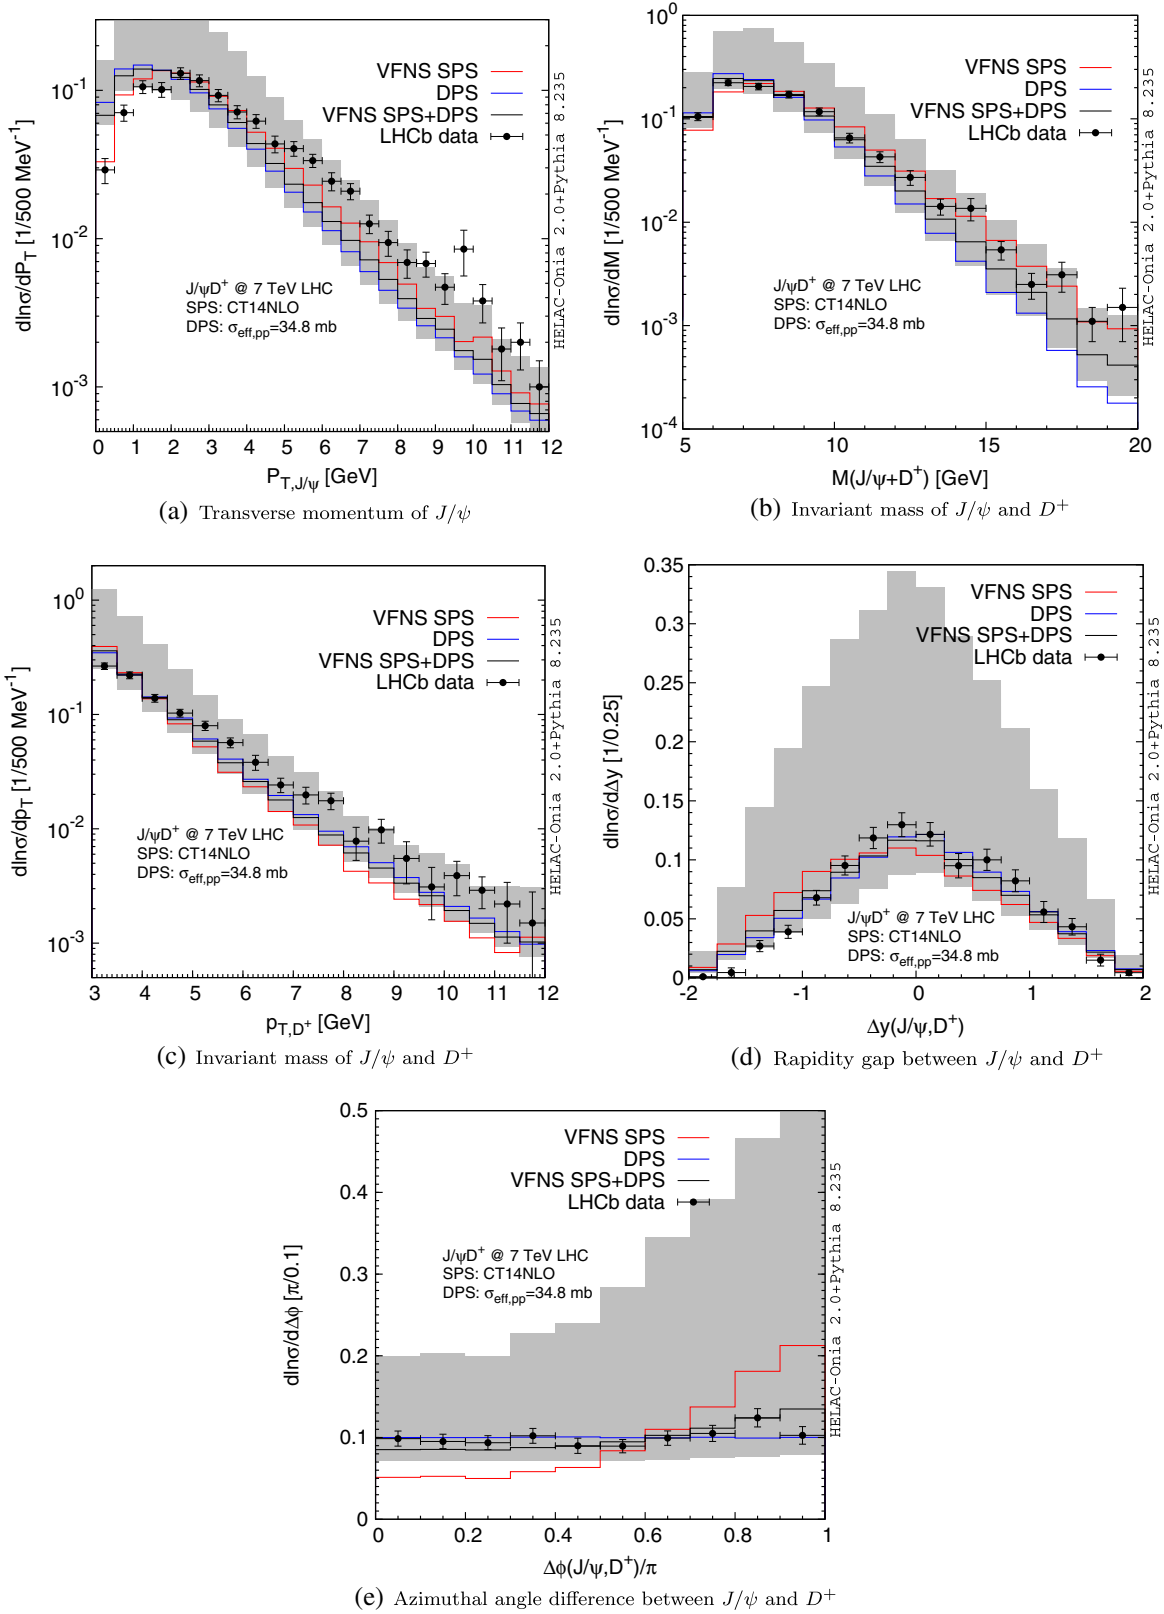 10^-1
10^-2
10^-3
dlnσ/dP_T [1/500 MeV^-1]
VFNS SPS
DPS
VFNS SPS+DPS
LHCb data
J/ψD^+ @ 7 TeV LHC
SPS: CT14NLO
DPS: σ_eff,pp=34.8 mb
HELAC-Onia 2.0+Pythia 8.235
0 1 2 3 4 5 6 7 8 9 10 11 12
P_T,J/ψ [GeV]
(a) Transverse momentum of J/ψ
10^0
10^-1
10^-2
10^-3
10^-4
dlnσ/dM [1/500 MeV^-1]
VFNS SPS
DPS
VFNS SPS+DPS
LHCb data
J/ψD^+ @ 7 TeV LHC
SPS: CT14NLO
DPS: σ_eff,pp=34.8 mb
HELAC-Onia 2.0+Pythia 8.235
5 10 15 20
M(J/ψ+D^+) [GeV]
(b) Invariant mass of J/ψ and D^+
10^0
10^-1
10^-2
10^-3
dlnσ/dp_T [1/500 MeV^-1]
VFNS SPS
DPS
VFNS SPS+DPS
LHCb data
J/ψD^+ @ 7 TeV LHC
SPS: CT14NLO
DPS: σ_eff,pp=34.8 mb
HELAC-Onia 2.0+Pythia 8.235
3 4 5 6 7 8 9 10 11 12
p_T,D^+ [GeV]
(c) Invariant mass of J/ψ and D^+
0.35
0.3
0.25
0.2
0.15
0.1
0.05
0
dlnσ/dΔy [1/0.25]
VFNS SPS
DPS
VFNS SPS+DPS
LHCb data
J/ψD^+ @ 7 TeV LHC
SPS: CT14NLO
DPS: σ_eff,pp=34.8 mb
HELAC-Onia 2.0+Pythia 8.235
-2 -1 0 1 2
Δy(J/ψ,D^+)
(d) Rapidity gap between J/ψ and D^+
0.5
0.4
0.3
0.2
0.1
0
dlnσ/dΔϕ [π/0.1]
VFNS SPS
DPS
VFNS SPS+DPS
LHCb data
J/ψD^+ @ 7 TeV LHC
SPS: CT14NLO
DPS: σ_eff,pp=34.8 mb
HELAC-Onia 2.0+Pythia 8.235
0 0.2 0.4 0.6 0.8 1
Δϕ(J/ψ,D^+)/π
(e) Azimuthal angle difference between J/ψ and D^+